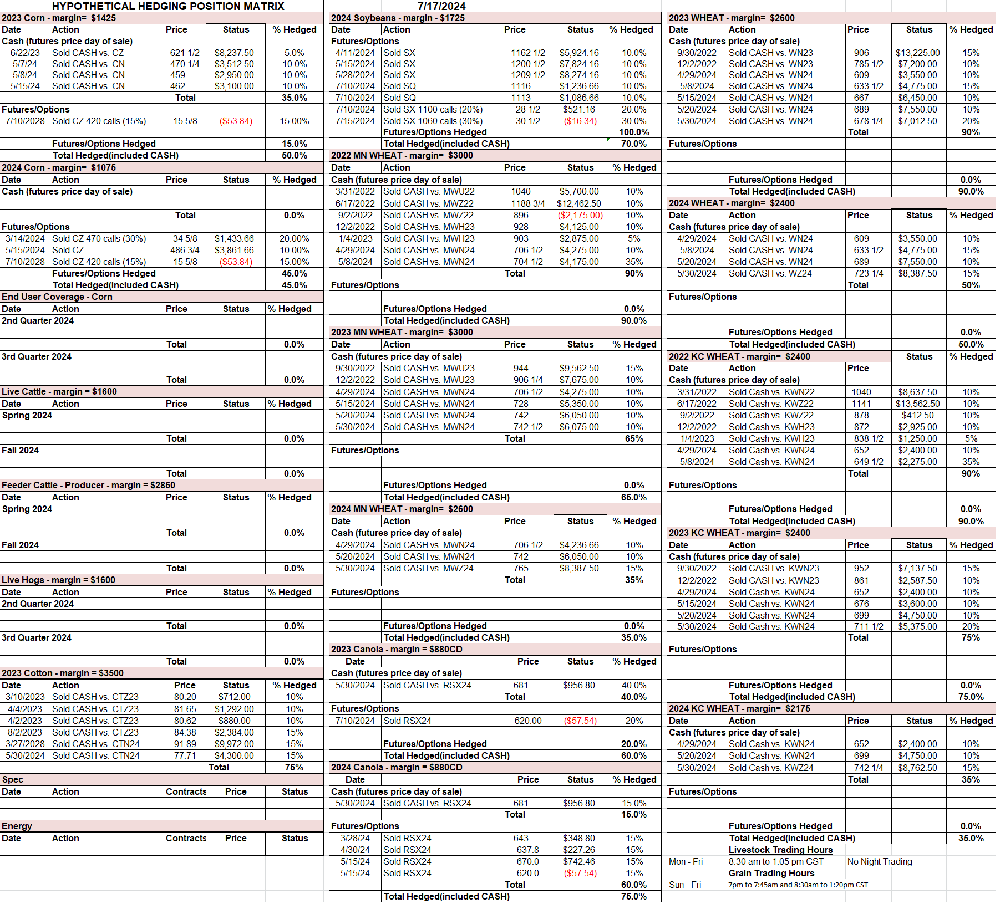 HYPOTHETICAL HEDGING POSITION MATRIX 7/17/2024
2023 Corn - margin= $1425
Date Action Price Status % Hedged
Cash (futures price day of sale)
6/22/23 Sold CASH vs. CZ 621 1/2 $8,237.50 5.0%
5/7/24 Sold CASH vs. CN 470 1/4 $3,512.50 10.0%
5/8/24 Sold CASH vs. CN 459 $2,950.00 10.0%
5/15/24 Sold CASH vs. CN 462 $3,100.00 10.0%
Total 35.0%
Futures/Options
7/10/2028 Sold CZ 420 calls (15%) 15 5/8 ($53.84) 15.00%
Futures/Options Hedged 15.0%
Total Hedged(included CASH) 50.0%
2024 Corn - margin= $1075
Date Action Price Status % Hedged
Cash (futures price day of sale)
Total 0.0%
Futures/Options
3/14/2024 Sold CZ 470 calls (30%) 34 5/8 $1,433.66 20.00%
5/15/2024 Sold CZ 486 3/4 $3,861.66 10.00%
7/10/2028 Sold CZ 420 calls (15%) 15 5/8 ($53.84) 15.00%
Futures/Options Hedged 45.0%
Total Hedged(included CASH) 45.0%
End User Coverage - Corn
Date Action Price Status % Hedged
2nd Quarter 2024
Total 0.0%
3rd Quarter 2024
Total 0.0%
Live Cattle - margin = $1600
Date Action Price Status % Hedged
Spring 2024
Total 0.0%
Fall 2024
Total 0.0%
Feeder Cattle - Producer - margin = $2850
Date Action Price Status % Hedged
Spring 2024
Total 0.0%
Fall 2024
Total 0.0%
Live Hogs - margin = $1600
Date Action Price Status % Hedged
2nd Quarter 2024
Total 0.0%
3rd Quarter 2024
Total 0.0%
2023 Cotton - margin = $3500
Date Action Price Status % Hedged
3/10/2023 Sold CASH vs. CTZ23 80.20 $712.00 10%
4/4/2023 Sold CASH vs. CTZ23 81.65 $1,292.00 10%
4/2/2023 Sold CASH vs. CTZ23 80.62 $880.00 10%
8/2/2023 Sold CASH vs. CTZ23 84.38 $2,384.00 15%
3/27/2028 Sold CASH vs. CTN24 91.89 $9,972.00 15%
5/30/2024 Sold CASH vs. CTN24 77.71 $4,300.00 15%
Total 75%
Spec
Date Action Contracts Price Status
Energy
Date Action Contracts Price Status
2024 Soybeans - margin - $1725
Date Action Price Status % Hedged
Futures/Options
4/11/2024 Sold SX 1162 1/2 $5,924.16 10.0%
5/15/2024 Sold SX 1200 1/2 $7,824.16 10.0%
5/28/2024 Sold SX 1209 1/2 $8,274.16 10.0%
7/10/2024 Sold SQ 1116 $1,236.66 10.0%
7/10/2024 Sold SQ 1113 $1,086.66 10.0%
7/10/2024 Sold SX 1100 calls (20%) 28 1/2 $521.16 20.0%
7/15/2024 Sold SX 1060 calls (30%) 30 1/2 ($16.34) 30.0%
Futures/Options Hedged 100.0%
Total Hedged(included CASH) 70.0%
2022 MN WHEAT - margin= $3000
Date Action Price Status % Hedged
Cash (futures price day of sale)
3/31/2022 Sold CASH vs. MWU22 1040 $5,700.00 10%
6/17/2022 Sold CASH vs. MWZ22 1188 3/4 $12,462.50 10%
9/2/2022 Sold CASH vs. MWZ22 896 ($2,175.00) 10%
12/2/2022 Sold CASH vs. MWH23 928 $4,125.00 10%
1/4/2023 Sold CASH vs. MWH23 903 $2,875.00 5%
4/29/2024 Sold CASH vs. MWN24 706 1/2 $4,275.00 10%
5/8/2024 Sold CASH vs. MWN24 704 1/2 $4,175.00 35%
Total 90%
Futures/Options
Futures/Options Hedged 0.0%
Total Hedged(included CASH) 90.0%
2023 MN WHEAT - margin= $3000
Date Action Price Status % Hedged
Cash (futures price day of sale)
9/30/2022 Sold CASH vs. MWU23 944 $9,562.50 15%
12/2/2022 Sold CASH vs. MWU23 906 1/4 $7,675.00 10%
4/29/2024 Sold CASH vs. MWN24 706 1/2 $4,275.00 10%
5/15/2024 Sold CASH vs. MWN24 728 $5,350.00 10%
5/20/2024 Sold CASH vs. MWN24 742 $6,050.00 10%
5/30/2024 Sold CASH vs. MWN24 742 1/2 $6,075.00 10%
Total 65%
Futures/Options
Futures/Options Hedged 0.0%
Total Hedged(included CASH) 65.0%
2024 MN WHEAT - margin= $2600
Date Action Price Status % Hedged
Cash (futures price day of sale)
4/29/2024 Sold CASH vs. MWN24 706 1/2 $4,236.66 10%
5/20/2024 Sold CASH vs. MWN24 742 $6,050.00 10%
5/30/2024 Sold CASH vs. MWZ24 765 $8,387.50 15%
Total 35%
Futures/Options
Futures/Options Hedged 0.0%
Total Hedged(included CASH) 35.0%
2023 Canola - margin = $880CD
Date Price Status % Hedged
Cash (futures price day of sale)
5/30/2024 Sold CASH vs. RSX24 681 $956.80 40.0%
Total 40.0%
Futures/Options
7/10/2024 Sold RSX24 620.00 ($57.54) 20%
Futures/Options Hedged 20.0%
Total Hedged(included CASH) 60.0%
2024 Canola - margin = $880CD
Date Price Status % Hedged
Cash (futures price day of sale)
5/30/2024 Sold CASH vs. RSX24 681 $956.80 15.0%
Total 15.0%
Futures/Options
3/28/24 Sold RSX24 643 $348.80 15%
4/30/24 Sold RSX24 637.8 $227.26 15%
5/15/24 Sold RSX24 670.0 $742.46 15%
5/15/24 Sold RSX24 620.0 ($57.54) 15%
Total 60.0%
Total Hedged(included CASH) 75.0%
2023 WHEAT - margin= $2600
Date Action Price Status % Hedged
Cash (futures price day of sale)
9/30/2022 Sold CASH vs. WN23 906 $13,225.00 15%
12/2/2022 Sold CASH vs. WN23 785 1/2 $7,200.00 10%
4/29/2024 Sold CASH vs. WN24 609 $3,550.00 10%
5/8/2024 Sold CASH vs. WN24 633 1/2 $4,775.00 15%
5/15/2024 Sold CASH vs. WN24 667 $6,450.00 10%
5/20/2024 Sold CASH vs. WN24 689 $7,550.00 10%
5/30/2024 Sold CASH vs. WN24 678 1/4 $7,012.50 20%
Total 90%
Futures/Options
Futures/Options Hedged 0.0%
Total Hedged(included CASH) 90.0%
2024 WHEAT - margin= $2400
Date Action Price Status % Hedged
Cash (futures price day of sale)
4/29/2024 Sold CASH vs. WN24 609 $3,550.00 10%
5/8/2024 Sold CASH vs. WN24 633 1/2 $4,775.00 15%
5/20/2024 Sold CASH vs. WN24 689 $7,550.00 10%
5/30/2024 Sold CASH vs. WZ24 723 1/4 $8,387.50 15%
Total 50%
Futures/Options
Futures/Options Hedged 0.0%
Total Hedged(included CASH) 50.0%
2022 KC WHEAT - margin= $2400 Status % Hedged
Date Action Price
Cash (futures price day of sale)
3/31/2022 Sold Cash vs. KWN22 1040 $8,637.50 10%
6/17/2022 Sold Cash vs. KWZ22 1141 $13,562.50 10%
9/2/2022 Sold Cash vs. KWZ22 878 $412.50 10%
12/2/2022 Sold Cash vs. KWH23 872 $2,925.00 10%
1/4/2023 Sold Cash vs. KWH23 838 1/2 $1,250.00 5%
4/29/2024 Sold Cash vs. KWN24 652 $2,400.00 10%
5/8/2024 Sold Cash vs. KWN24 649 1/2 $2,275.00 35%
Total 90%
Futures/Options
Futures/Options Hedged 0.0%
Total Hedged(included CASH) 90.0%
2023 KC WHEAT - margin= $2400
Date Action Price Status % Hedged
Cash (futures price day of sale)
9/30/2022 Sold CASH vs. KWN23 952 $7,137.50 15%
12/2/2022 Sold CASH vs. KWN23 861 $2,587.50 10%
4/29/2024 Sold Cash vs. KWN24 652 $2,400.00 10%
5/15/2024 Sold Cash vs. KWN24 676 $3,600.00 10%
5/20/2024 Sold Cash vs. KWN24 699 $4,750.00 10%
5/30/2024 Sold Cash vs. KWN24 711 1/2 $5,375.00 20%
Total 75%
Futures/Options
Futures/Options Hedged 0.0%
Total Hedged(included CASH) 75.0%
2024 KC WHEAT - margin= $2175
Date Action Price Status % Hedged
Cash (futures price day of sale)
4/29/2024 Sold Cash vs. KWN24 652 $2,400.00 10%
5/20/2024 Sold Cash vs. KWN24 699 $4,750.00 10%
5/30/2024 Sold Cash vs. KWZ24 742 1/4 $8,762.50 15%
Total 35%
Futures/Options
Futures/Options Hedged 0.0%
Total Hedged(included CASH) 35.0%
Livestock Trading Hours
Mon - Fri 8:30 am to 1:05 pm CST No Night Trading
Grain Trading Hours
Sun - Fri 7pm to 7:45am and 8:30am to 1:20pm CST